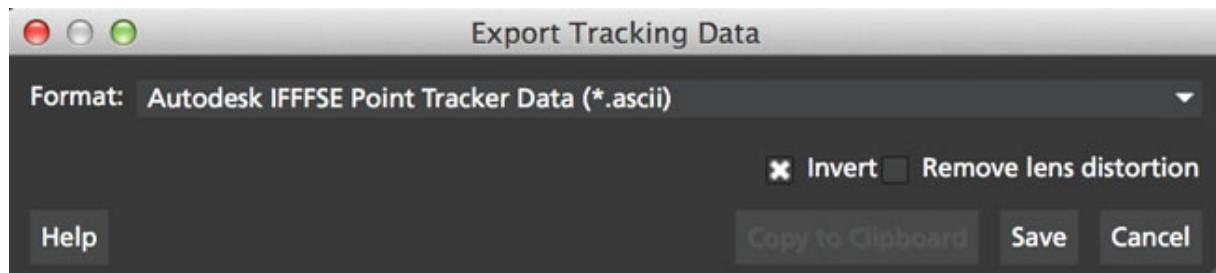 Export Tracking Data
Format: Autodesk IFFFSE Point Tracker Data (*.ascii)
Invert Remove lens distortion
Help Copy to Clipboard Save Cancel